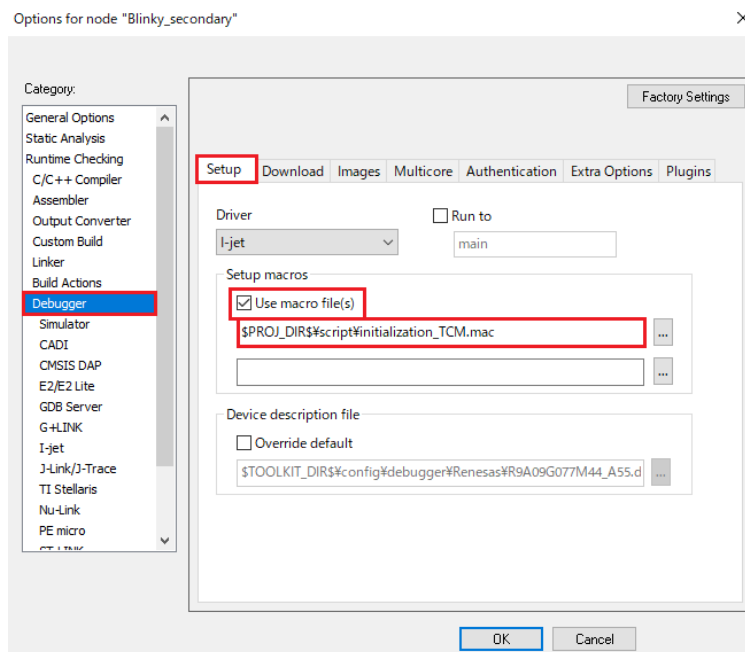 Options for node "Blinky_secondary"
Category:
General Options
Static Analysis
Runtime Checking
C/C++ Compiler
Assembler
Output Converter
Custom Build
Linker
Build Actions
Debugger
Simulator
CADI
CMSIS DAP
E2/E2 Lite
GDB Server
G+LINK
I-jet
J-Link/J-Trace
TI Stellaris
Nu-Link
PE micro
ST-LINK
Factory Settings
Setup Download Images Multicore Authentication Extra Options Plugins
Driver
I-jet
Run to
main
Setup macros
Use macro file(s)
$PROJ_DIR$¥script¥initialization_TCM.mac
...
...
Device description file
Override default
$TOOLKIT_DIR$¥config¥debugger¥Renesas¥R9A09G077M44_A55.d
...
OK Cancel